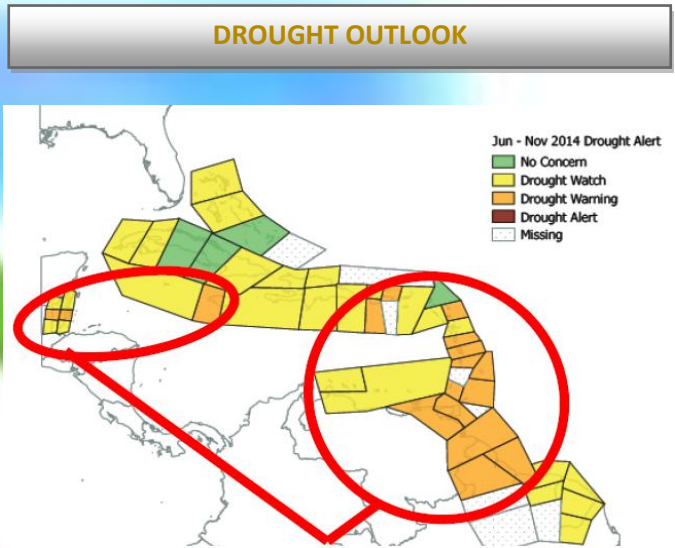 DROUGHT OUTLOOK
Jun - Nov 2014 Drought Alert
No Concern
Drought Watch
Drought Warning
Drought Alert
Missing